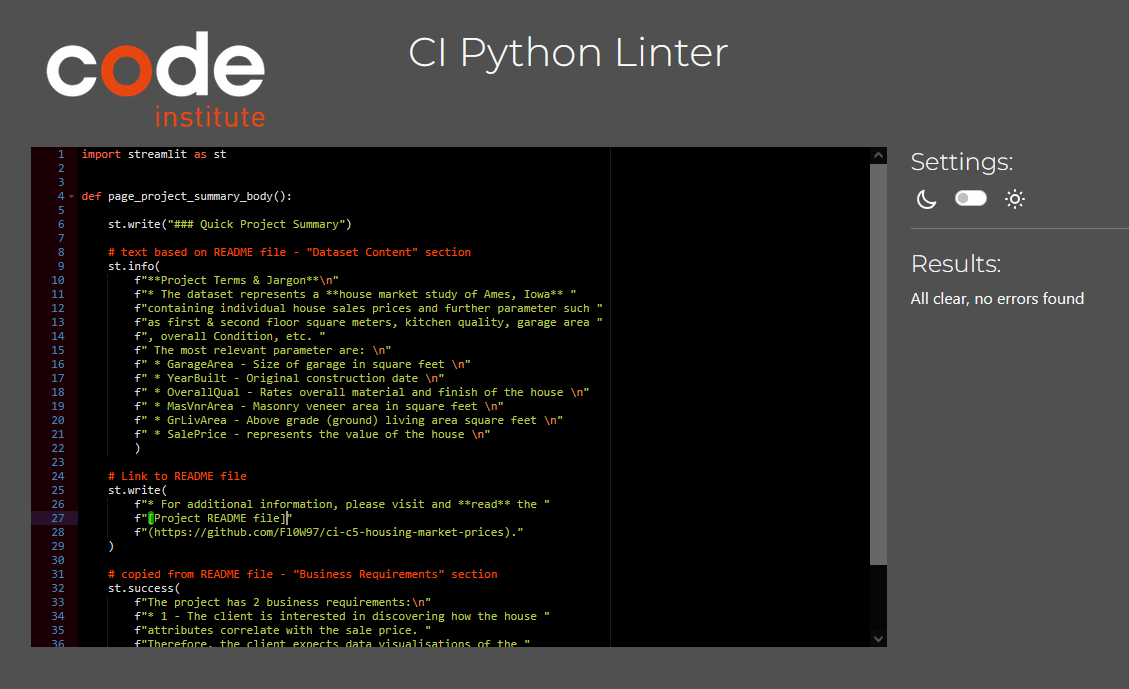 code
institute
CI Python Linter
1 import streamlit as st
2
3
4 def page_project_summary_body():
5
6     st.write("### Quick Project Summary")
7
8     # text based on README file - "Dataset Content" section
9     st.info(
10         f"**Project Terms & Jargon**\n"
11         f"* The dataset represents a **house market study of Ames, Iowa** "
12         f"containing individual house sales prices and further parameter such "
13         f"as first & second floor square meters, kitchen quality, garage area "
14         f", overall Condition, etc. "
15         f" The most relevant parameter are: \n"
16         f" * GarageArea - Size of garage in square feet \n"
17         f" * YearBuilt - Original construction date \n"
18         f" * OverallQual - Rates overall material and finish of the house \n"
19         f" * MasVnrArea - Masonry veneer area in square feet \n"
20         f" * GrLivArea - Above grade (ground) living area square feet \n"
21         f" * SalePrice - represents the value of the house \n"
22         )
23
24     # Link to README file
25     st.write(
26         f"* For additional information, please visit and **read** the "
27         f"[Project README file]"
28         f"(https://github.com/Fl0W97/ci-c5-housing-market-prices)."
29     )
30
31     # copied from README file - "Business Requirements" section
32     st.success(
33         f"The project has 2 business requirements:\n"
34         f"* 1 - The client is interested in discovering how the house "
35         f"attributes correlate with the sale price. "
36         f"Therefore, the client expects data visualisations of the "
Settings:
Results:
All clear, no errors found